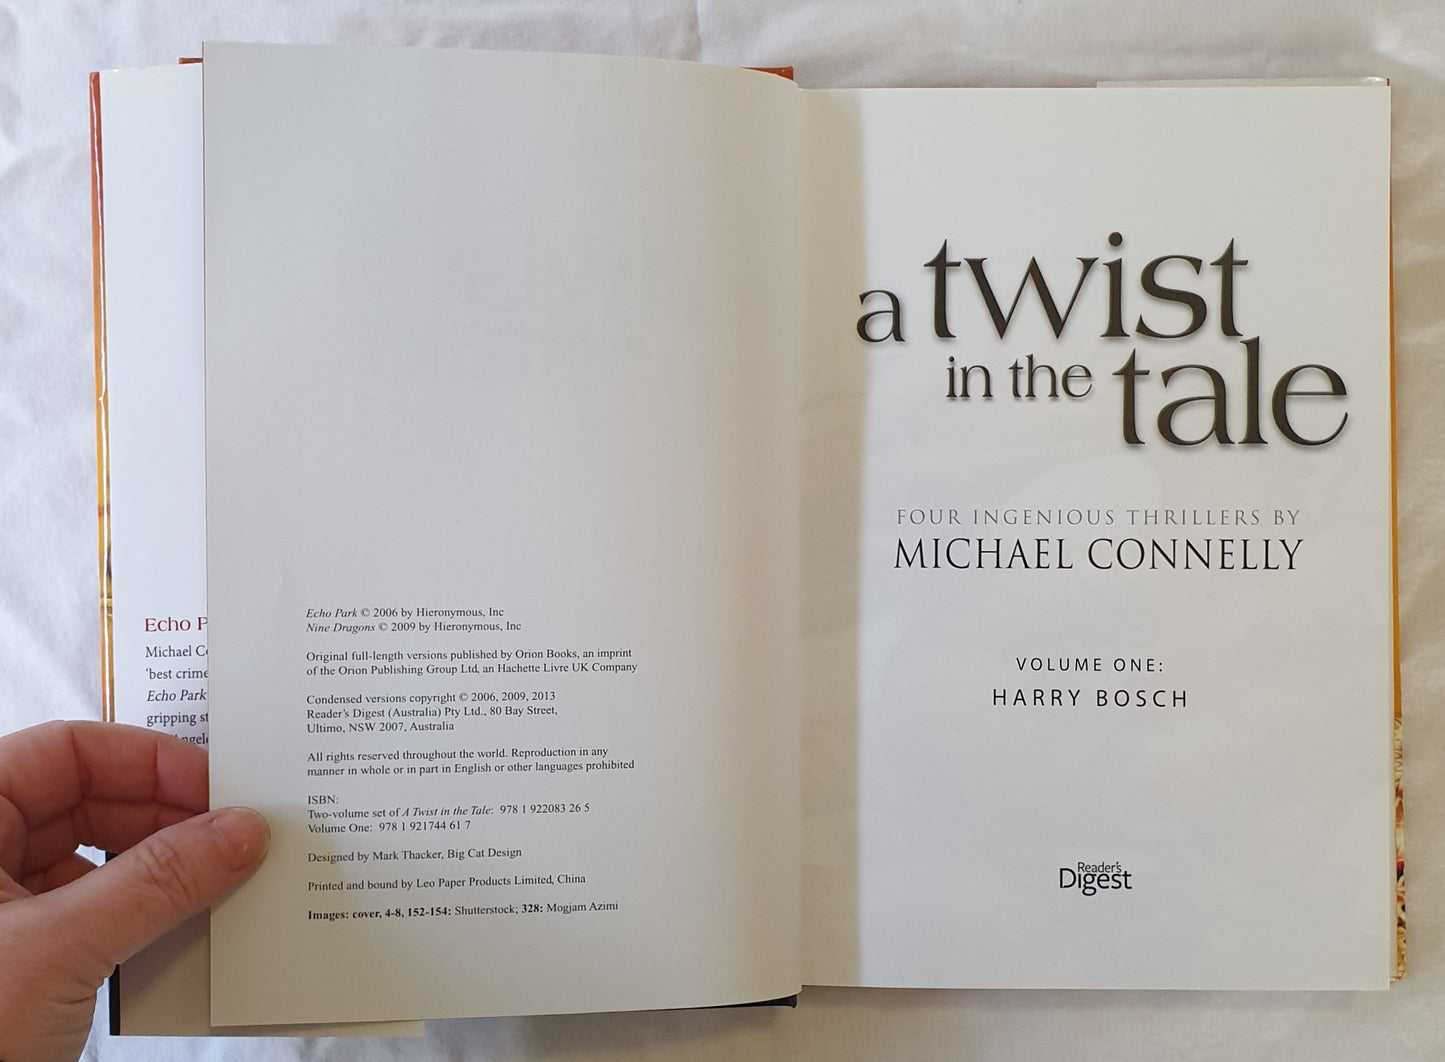 Echo
Michael
'best crime
Echo Park
gripping
Echo Park © 2006 by Hieronymous, Inc
Nine Dragons © 2009 by Hieronymous, Inc
Original full-length versions published by Orion Books, an imprint
of the Orion Publishing Group Ltd, an Hachette Livre UK Company
Condensed versions copyright © 2006, 2009, 2013
Reader's Digest (Australia) Pty Ltd., 80 Bay Street,
Ultimo, NSW 2007, Australia
All rights reserved throughout the world. Reproduction in any
manner in whole or in part in English or other languages prohibited
ISBN:
Two-volume set of A Twist in the Tale: 978 1 922083 26 5
Volume One: 978 1 921744 61 7
Designed by Mark Thacker, Big Cat Design
Printed and bound by Leo Paper Products Limited, China
Images: cover, 4-8, 152-154: Shutterstock; 328: Mogjam Azimi
a twist
in the tale
FOUR INGENIOUS THRILLERS BY
MICHAEL CONNELLY
VOLUME ONE:
HARRY BOSCH
Reader's
Digest